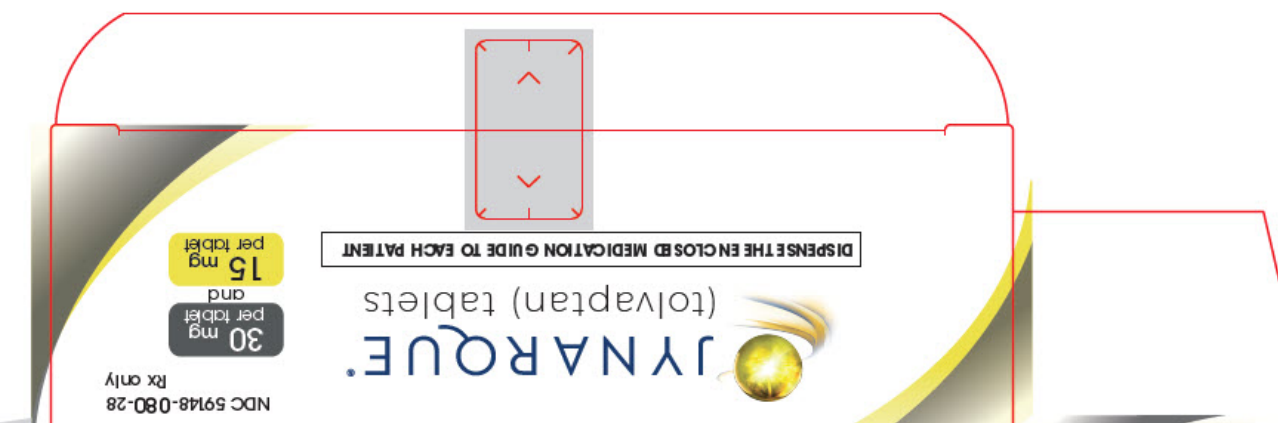 NDC 59148-080-28
Rx only
JYNARQUE®
(tolvaptan) tablets
30 mg
per tablet
and
15 mg
per tablet
DISPENSE THE ENCLOSED MEDICATION GUIDE TO EACH PATIENT